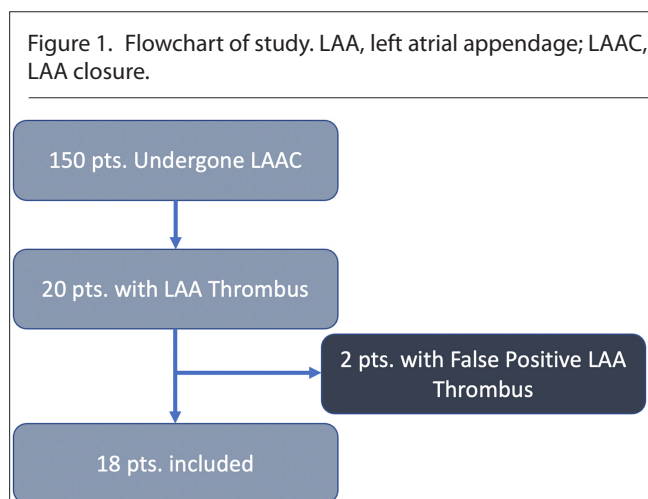 Figure 1. Flowchart of study. LAA, left atrial appendage; LAAC,
LAA closure.
150 pts. Undergone LAAC
20 pts. with LAA Thrombus
2 pts. with False Positive LAA
Thrombus
18 pts. included